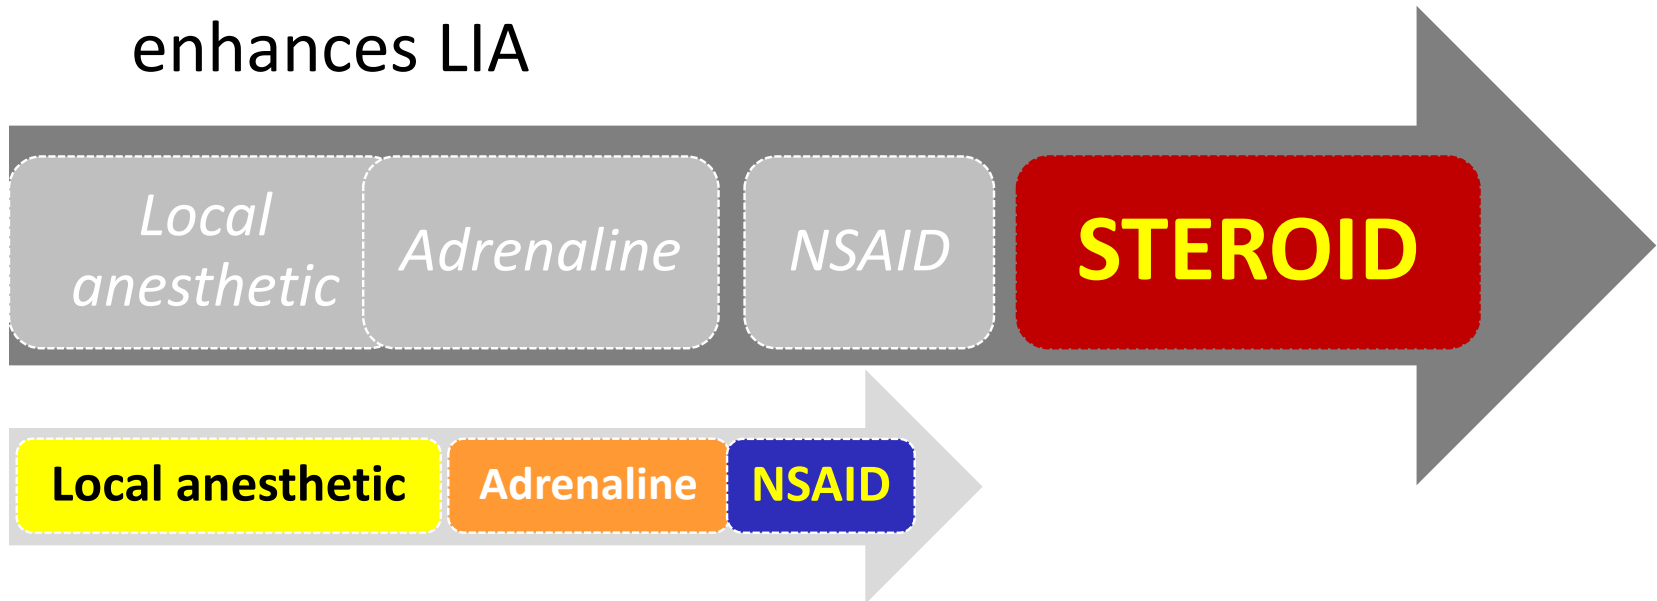 enhances LIA
Local
anesthetic
Adrenaline
NSAID
STEROID
Local anesthetic
Adrenaline
NSAID